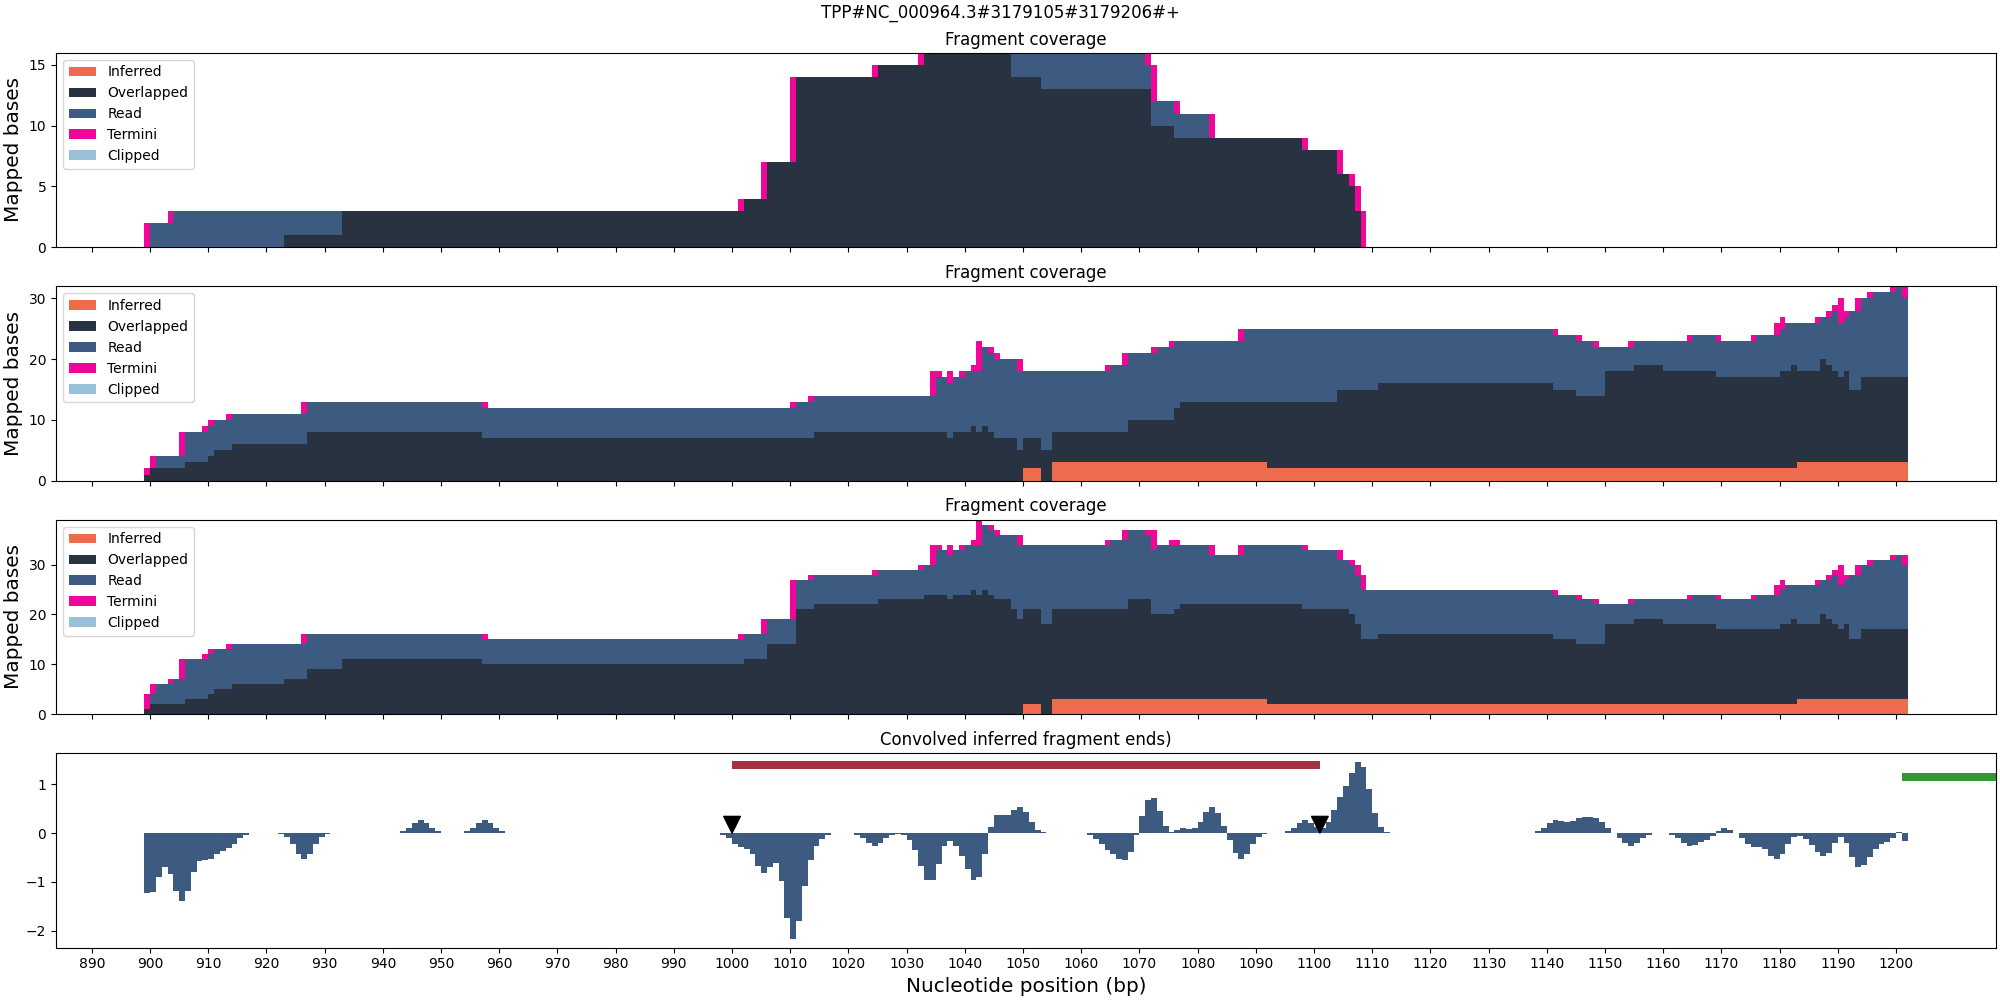 TPP#NC_000964.3#3179105#3179206#+
Fragment coverage
Mapped bases
15
10
5
0
Inferred
Overlapped
Read
Termini
Clipped
Fragment coverage
Mapped bases
30
20
10
0
Inferred
Overlapped
Read
Termini
Clipped
Fragment coverage
Mapped bases
30
20
10
0
Inferred
Overlapped
Read
Termini
Clipped
Convolved inferred fragment ends)
1
0
−1
−2
890 900 910 920 930 940 950 960 970 980 990 1000 1010 1020 1030 1040 1050 1060 1070 1080 1090 1100 1110 1120 1130 1140 1150 1160 1170 1180 1190 1200
Nucleotide position (bp)